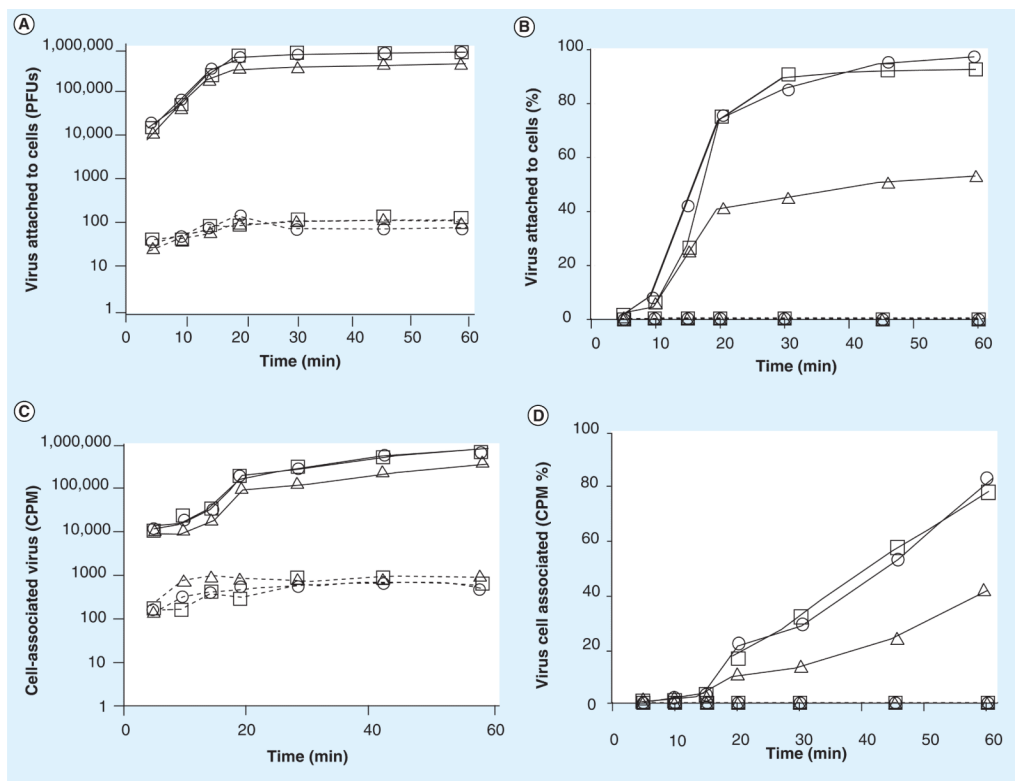 A
Virus attached to cells (PFUs)
1,000,000
100,000
10,000
1000
100
10
1
0 10 20 30 40 50 60
Time (min)
B
Virus attached to cells (%)
100
80
60
40
20
0
0 10 20 30 40 50 60
Time (min)
C
Cell-associated virus (CPM)
1,000,000
100,000
10,000
1000
100
10
1
0 20 40 60
Time (min)
D
Virus cell associated (CPM %)
100
80
60
40
20
0
0 10 20 30 40 50 60
Time (min)